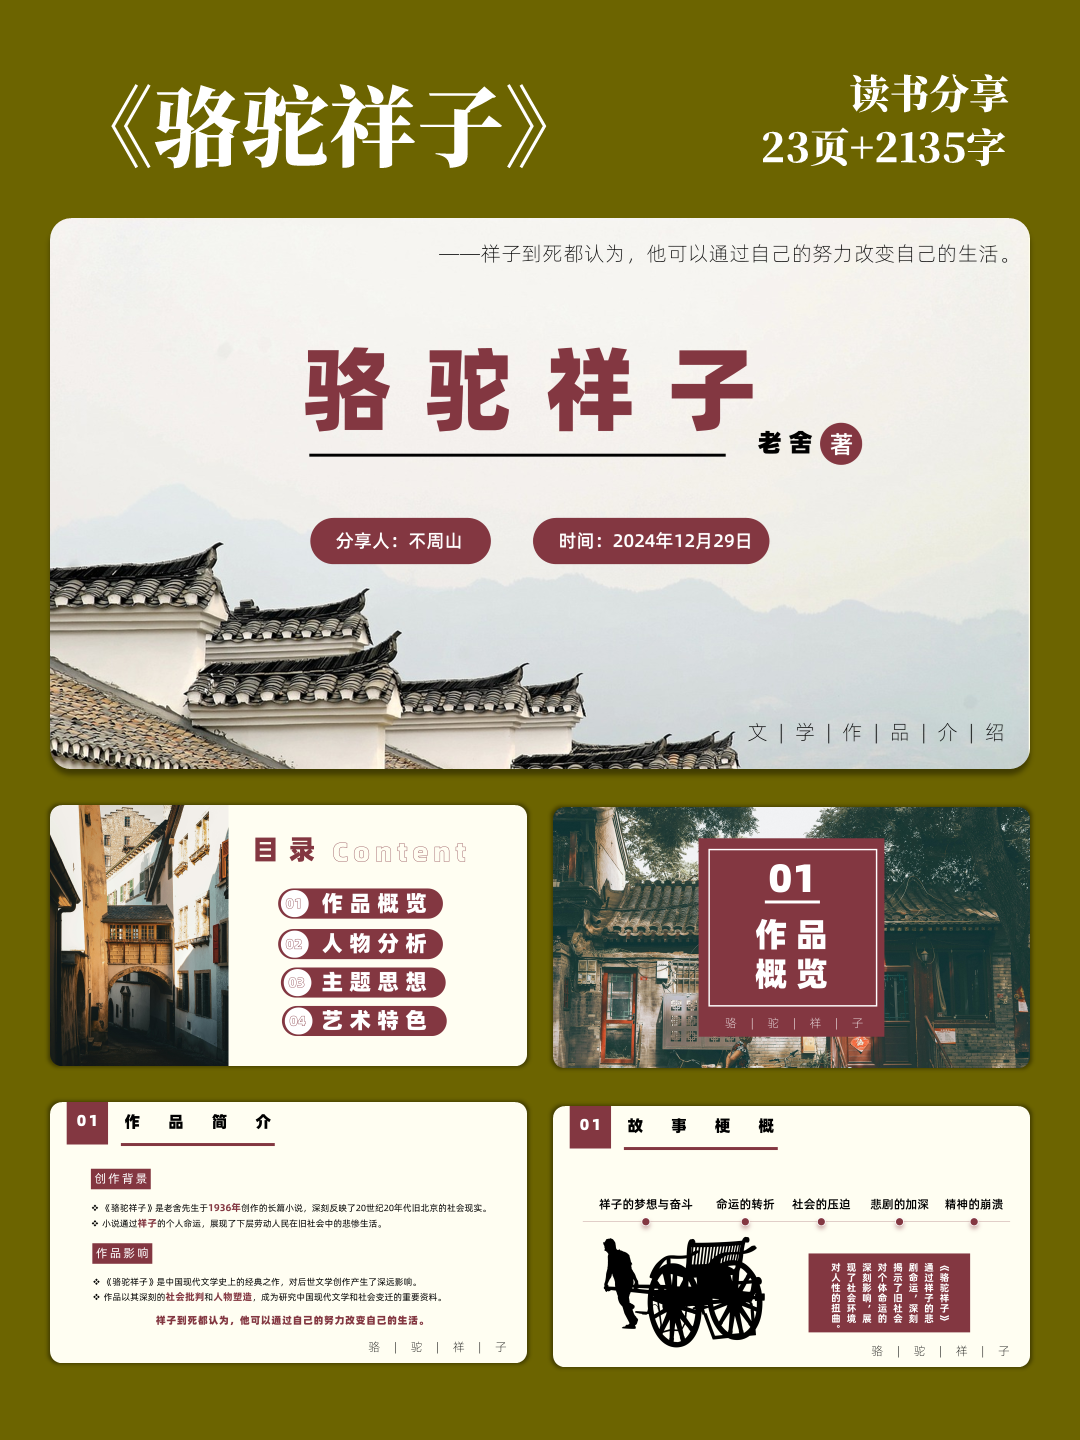 《骆驼祥子》
读书分享
23页+2135字
——祥子到死都认为，他可以通过自己的努力改变自己的生活。
骆驼祥子
老舍 著
分享人：不周山
时间：2024年12月29日
文 | 学 | 作 | 品 | 介 | 绍
目录 Content
01 作品概览
02 人物分析
03 主题思想
04 艺术特色
01
作品
概览
骆 | 驼 | 祥 | 子
01 作品简介
创作背景
❖ 《骆驼祥子》是老舍先生于1936年创作的长篇小说，深刻反映了20世纪20年代旧北京的社会现实。
❖ 小说通过祥子的个人命运，展现了下层劳动人民在旧社会中的悲惨生活。
作品影响
❖ 《骆驼祥子》是中国现代文学史上的经典之作，对后世文学创作产生了深远影响。
❖ 作品以其深刻的社会批判和人物塑造，成为研究中国现代文学和社会变迁的重要资料。
祥子到死都认为，他可以通过自己的努力改变自己的生活。
骆 | 驼 | 祥 | 子
01 故事梗概
祥子的梦想与奋斗 命运的转折 社会的压迫 悲剧的加深 精神的崩溃
《骆驼祥子》
通过祥子的悲
剧命运，深刻
揭示了旧社会
对个体命运的
深刻影响，展
现了社会环境
对人性的扭曲。
骆 | 驼 | 祥 | 子